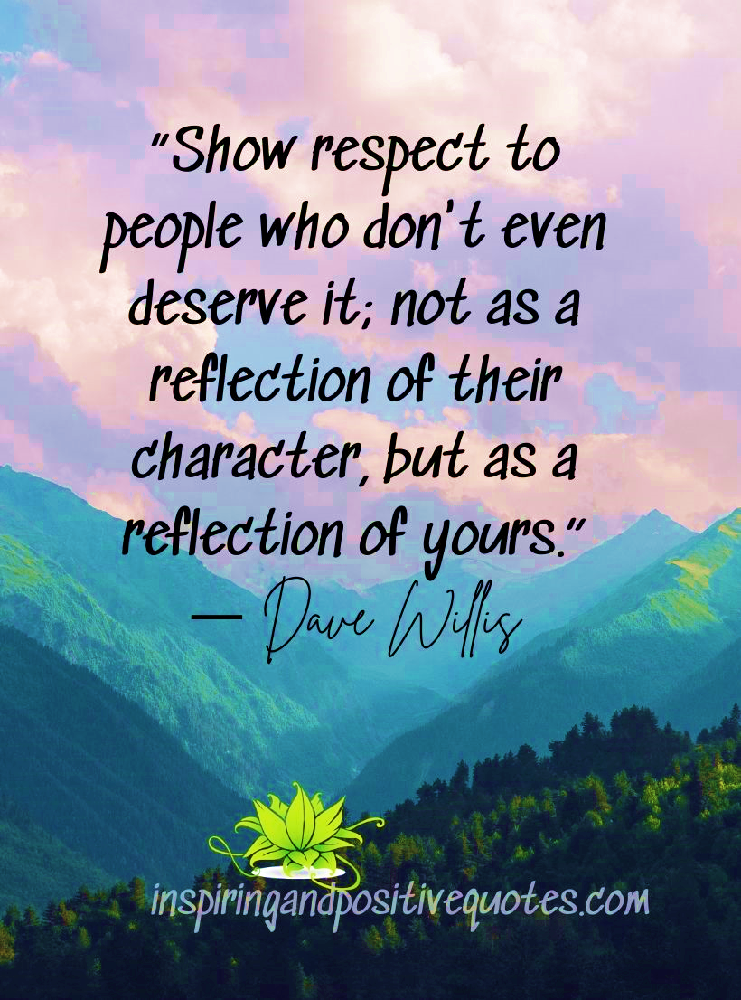 "Show respect to
people who don't even
deserve it; not as a
reflection of their
character, but as a
reflection of yours."
— Dave Willis
inspiringandpositivequotes.com